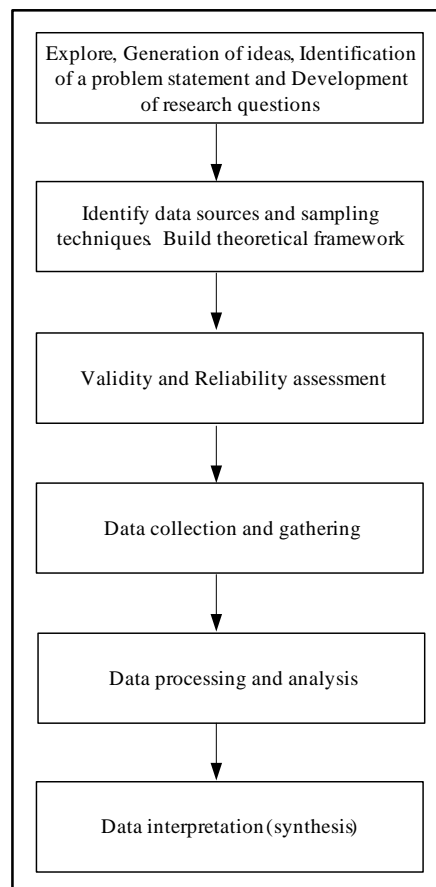 Explore, Generation of ideas, Identification
of a problem statement and Development
of research questions
Identify data sources and sampling
techniques. Build theoretical framework
Validity and Reliability assessment
Data collection and gathering
Data processing and analysis
Data interpretation (synthesis)